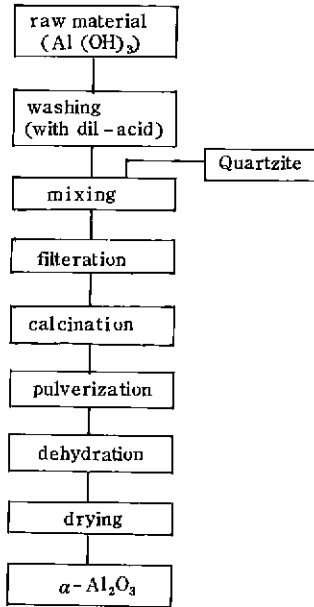 raw material
(Al (OH)₃)
washing
(with dil-acid)
Quartzite
mixing
filteration
calcination
pulverization
dehydration
drying
α-Al₂O₃